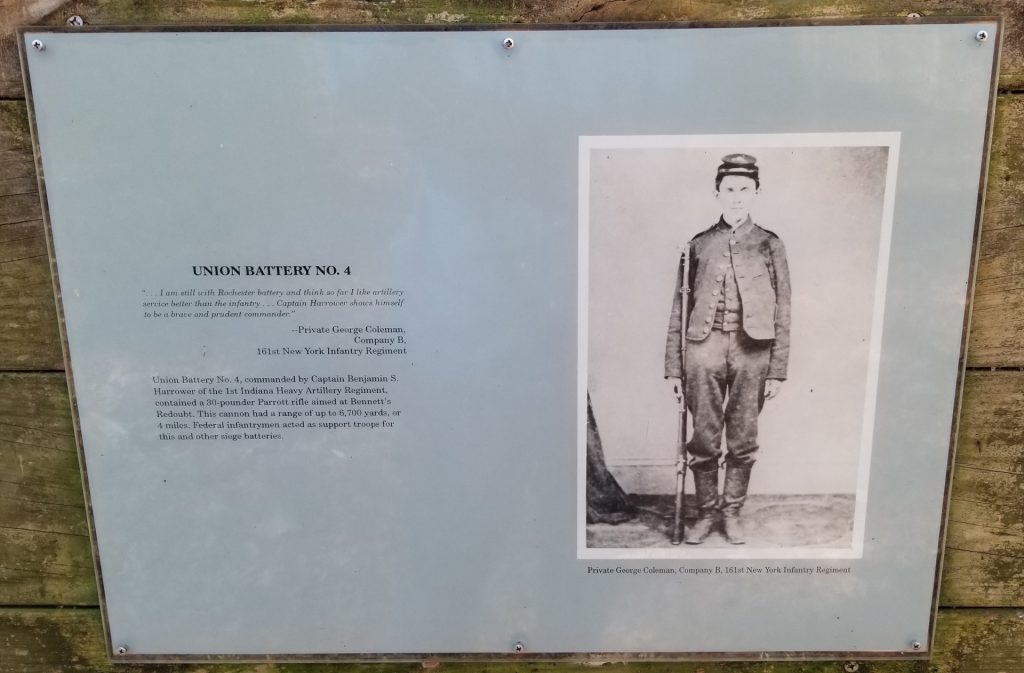 UNION BATTERY NO. 4
". . . I am still with Rochester battery and think so far I like artillery
service better than the infantry . . . Captain Harrower shows himself
to be a brave and prudent commander."
--Private George Coleman,
Company B,
161st New York Infantry Regiment
Union Battery No. 4, commanded by Captain Benjamin S.
Harrower of the 1st Indiana Heavy Artillery Regiment,
contained a 30-pounder Parrott rifle aimed at Bennett's
Redoubt. This cannon had a range of up to 6,700 yards, or
4 miles. Federal infantrymen acted as support troops for
this and other siege batteries.
Private George Coleman, Company B, 161st New York Infantry Regiment